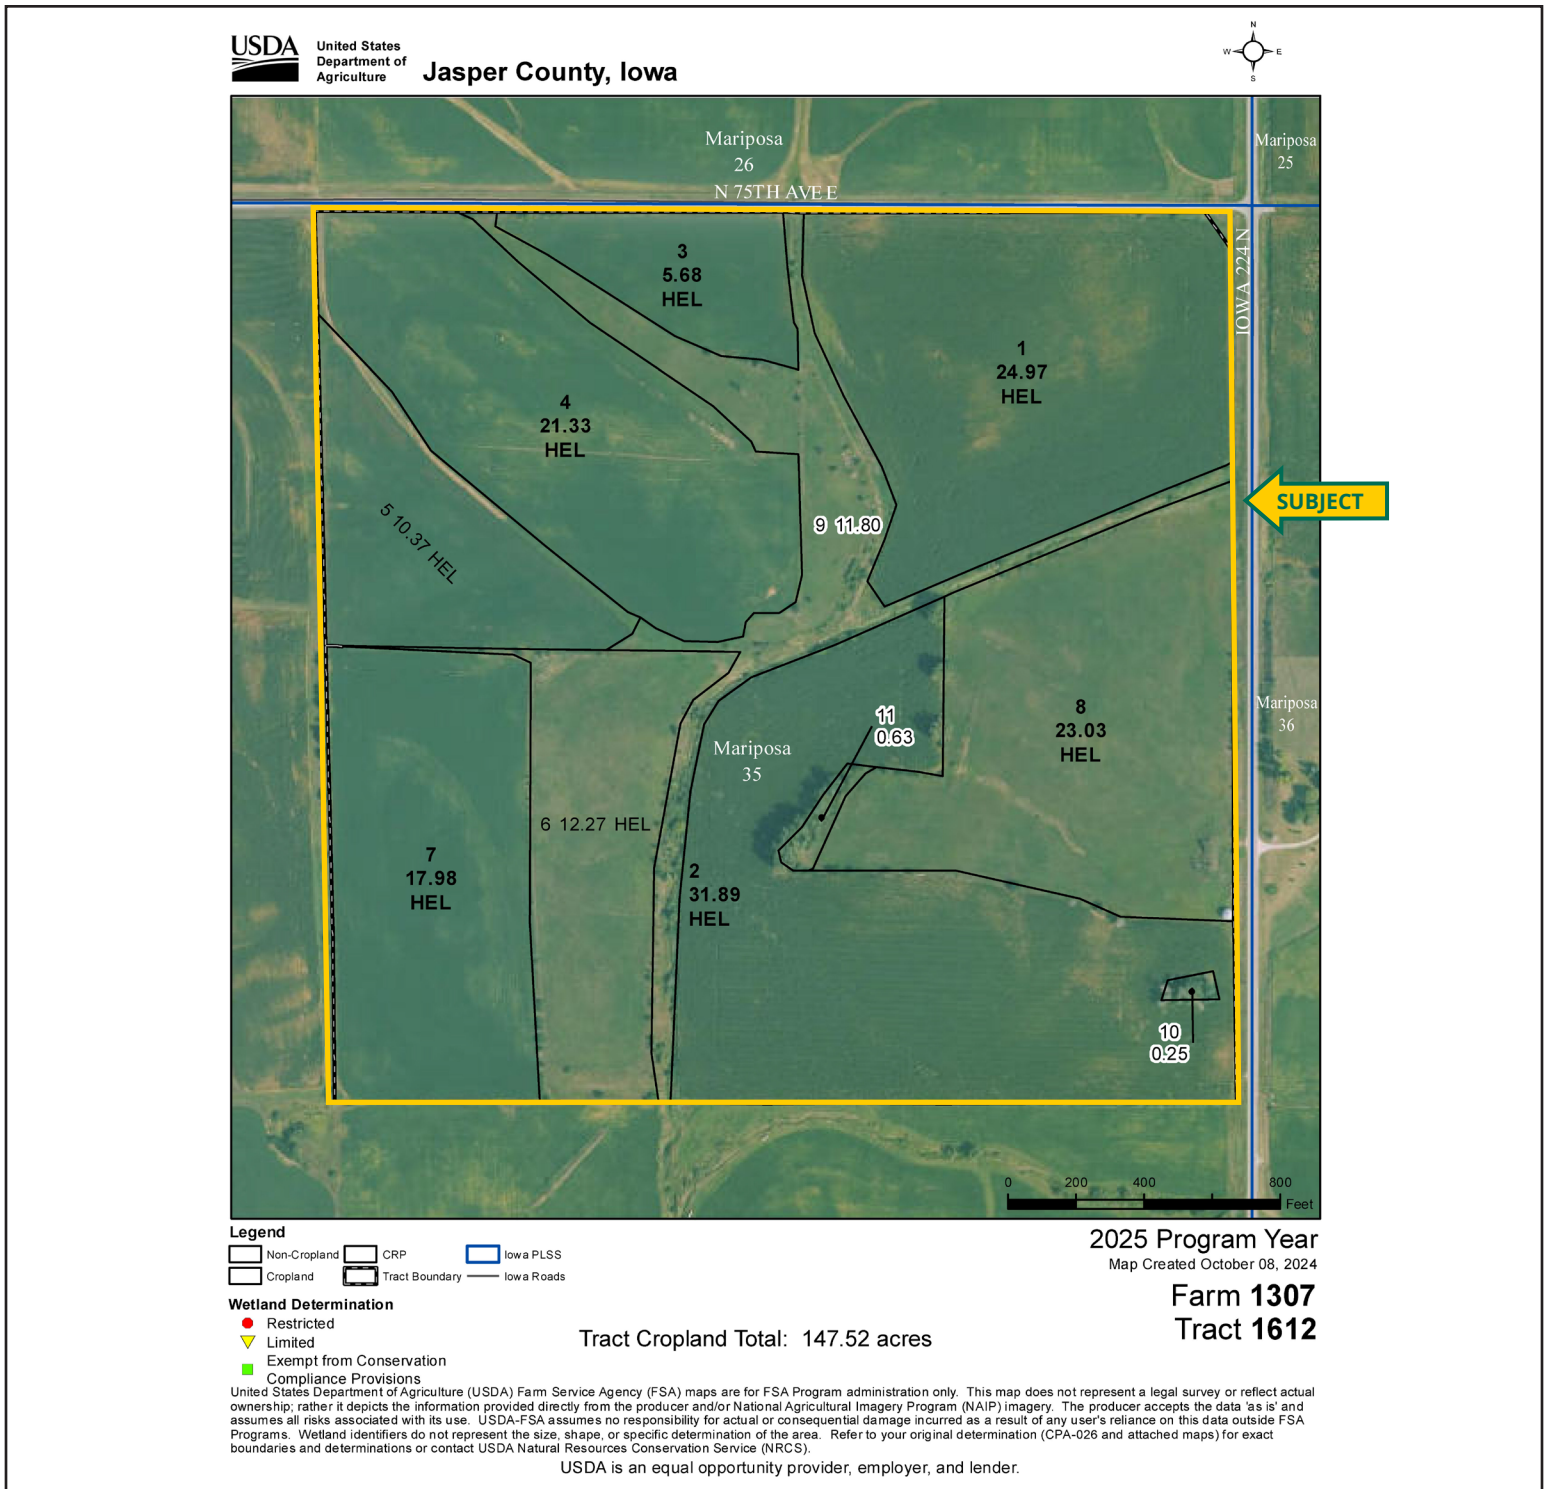 USDA
United States
Department of
Agriculture
Jasper County, Iowa
N
W E
S
Mariposa
26
Mariposa
25
N 75TH AVE E
IOWA 224 N
3
5.68
HEL
1
24.97
HEL
4
21.33
HEL
SUBJECT
9 11.80
5 10.37 HEL
8
23.03
HEL
Mariposa
36
11
0.63
Mariposa
35
6 12.27 HEL
7
17.98
HEL
2
31.89
HEL
10
0.25
0 200 400 800
Feet
Legend
Non-Cropland CRP Iowa PLSS
Cropland Tract Boundary Iowa Roads
Wetland Determination
Restricted
Limited
Exempt from Conservation
Compliance Provisions
Tract Cropland Total: 147.52 acres
2025 Program Year
Map Created October 08, 2024
Farm 1307
Tract 1612
United States Department of Agriculture (USDA) Farm Service Agency (FSA) maps are for FSA Program administration only. This map does not represent a legal survey or reflect actual
ownership; rather it depicts the information provided directly from the producer and/or National Agricultural Imagery Program (NAIP) imagery. The producer accepts the data 'as is' and
assumes all risks associated with its use. USDA-FSA assumes no responsibility for actual or consequential damage incurred as a result of any user's reliance on this data outside FSA
Programs. Wetland identifiers do not represent the size, shape, or specific determination of the area. Refer to your original determination (CPA-026 and attached maps) for exact
boundaries and determinations or contact USDA Natural Resources Conservation Service (NRCS).
USDA is an equal opportunity provider, employer, and lender.